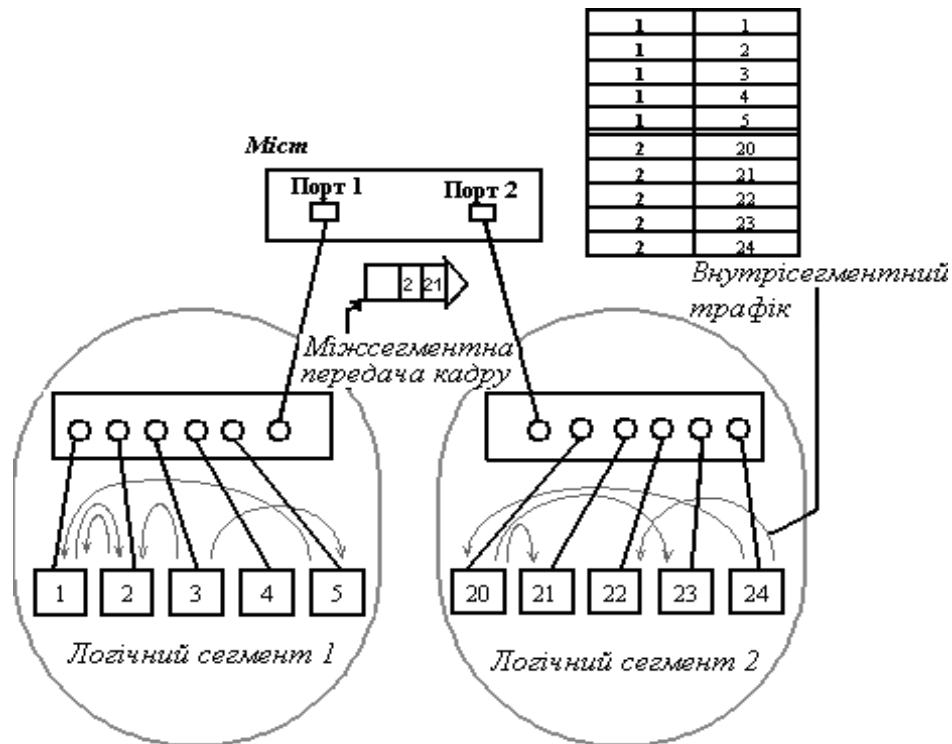 1 1
1 2
1 3
1 4
1 5
2 20
2 21
2 22
2 23
2 24
Міст
Порт 1 Порт 2
2 21
Внутрісегментний
трафік
Міжсегментна
передача кадру
1 2 3 4 5
20 21 22 23 24
Логічний сегмент 1
Логічний сегмент 2